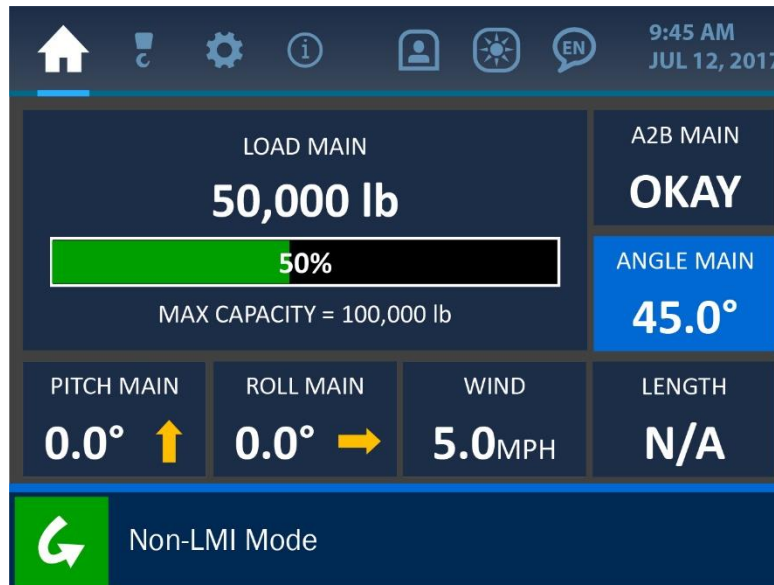 EN
9:45 AM
JUL 12, 2017
LOAD MAIN
50,000 lb
50%
MAX CAPACITY = 100,000 lb
A2B MAIN
OKAY
ANGLE MAIN
45.0°
PITCH MAIN
0.0°
ROLL MAIN
0.0°
WIND
5.0MPH
LENGTH
N/A
Non-LMI Mode